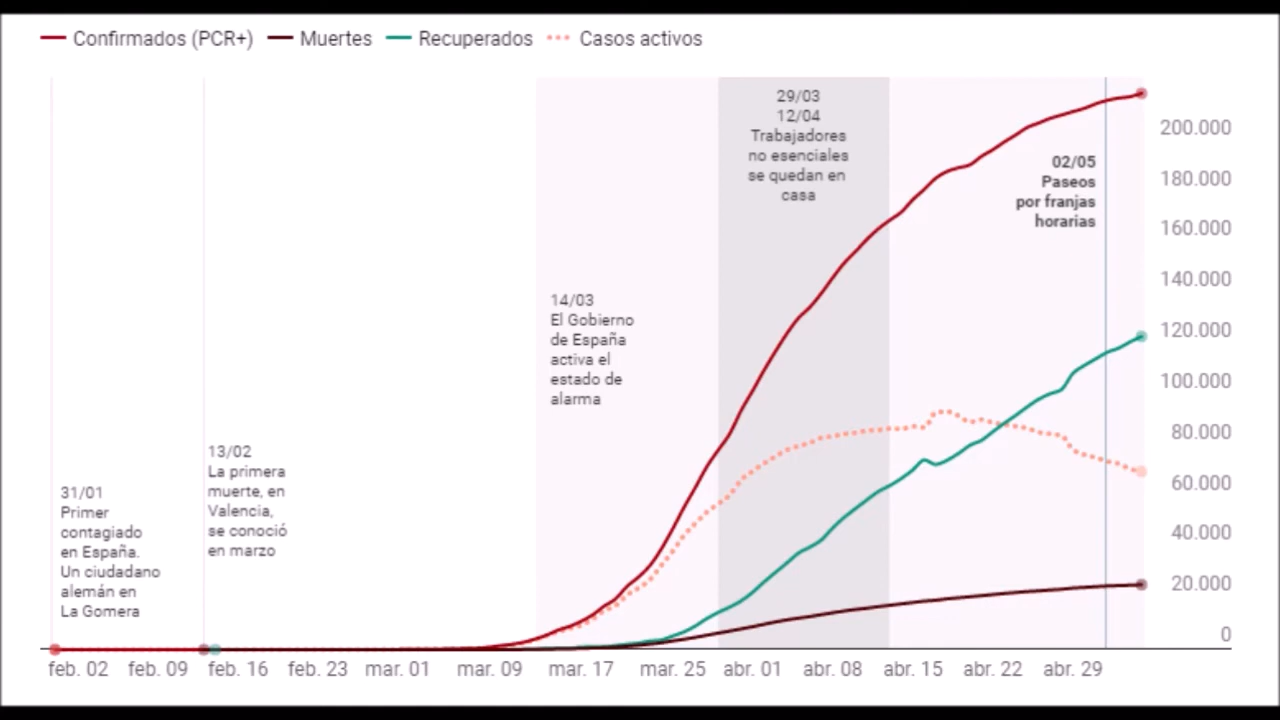 Confirmados (PCR+) Muertes Recuperados Casos activos
29/03
12/04
Trabajadores
no esenciales
se quedan en
casa
02/05
Paseos
por franjas
horarias
14/03
El Gobierno
de España
activa el
estado de
alarma
13/02
La primera
muerte, en
Valencia,
se conoció
en marzo
31/01
Primer
contagiado
en España.
Un ciudadano
alemán en
La Gomera
200.000
180.000
160.000
140.000
120.000
100.000
80.000
60.000
40.000
20.000
0
feb. 02 feb. 09 feb. 16 feb. 23 mar. 01 mar. 09 mar. 17 mar. 25 abr. 01 abr. 08 abr. 15 abr. 22 abr. 29